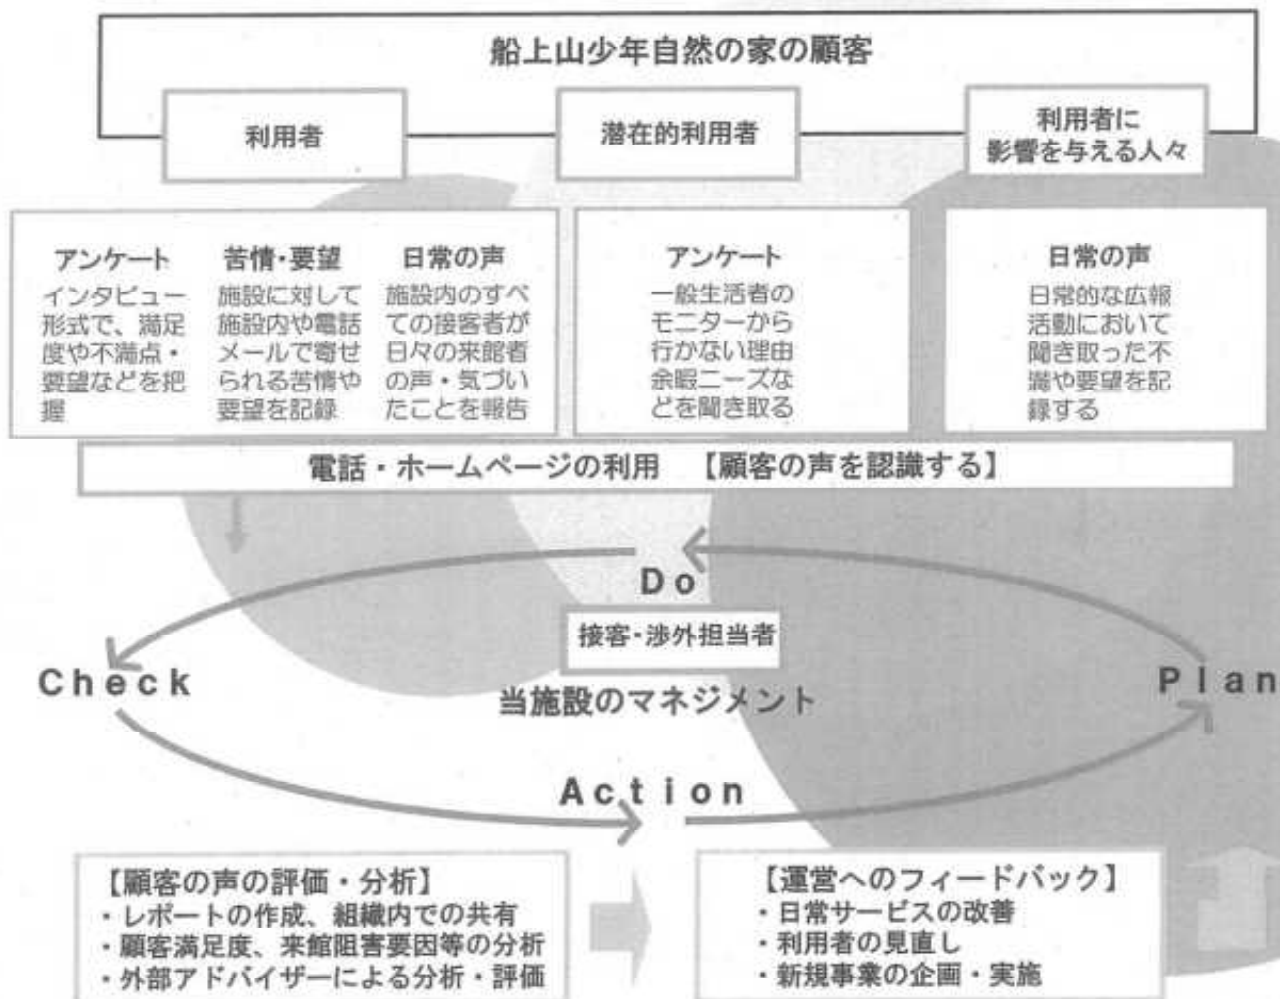 船上山少年自然の家の顧客
利用者
潜在的利用者
利用者に
影響を与える人々
アンケート
インタビュー
形式で、満足
度や不満点・
要望などを把
握
苦情・要望
施設に対して
施設内や電話
メールで寄せ
られる苦情や
要望を記録
日常の声
施設内のすべ
ての接客者が
日々の来館者
の声・気づい
たことを報告
アンケート
一般生活者の
モニターから
行かない理由
余暇ニーズな
どを聞き取る
日常の声
日常的な広報
活動において
聞き取った不
満や要望を記
録する
電話・ホームページの利用 【顧客の声を認識する】
Do
接客・渉外担当者
Check
Plan
当施設のマネジメント
Action
【顧客の声の評価・分析】
・レポートの作成、組織内での共有
・顧客満足度、来館阻害要因等の分析
・外部アドバイザーによる分析・評価
【運営へのフィードバック】
・日常サービスの改善
・利用者の見直し
・新規事業の企画・実施